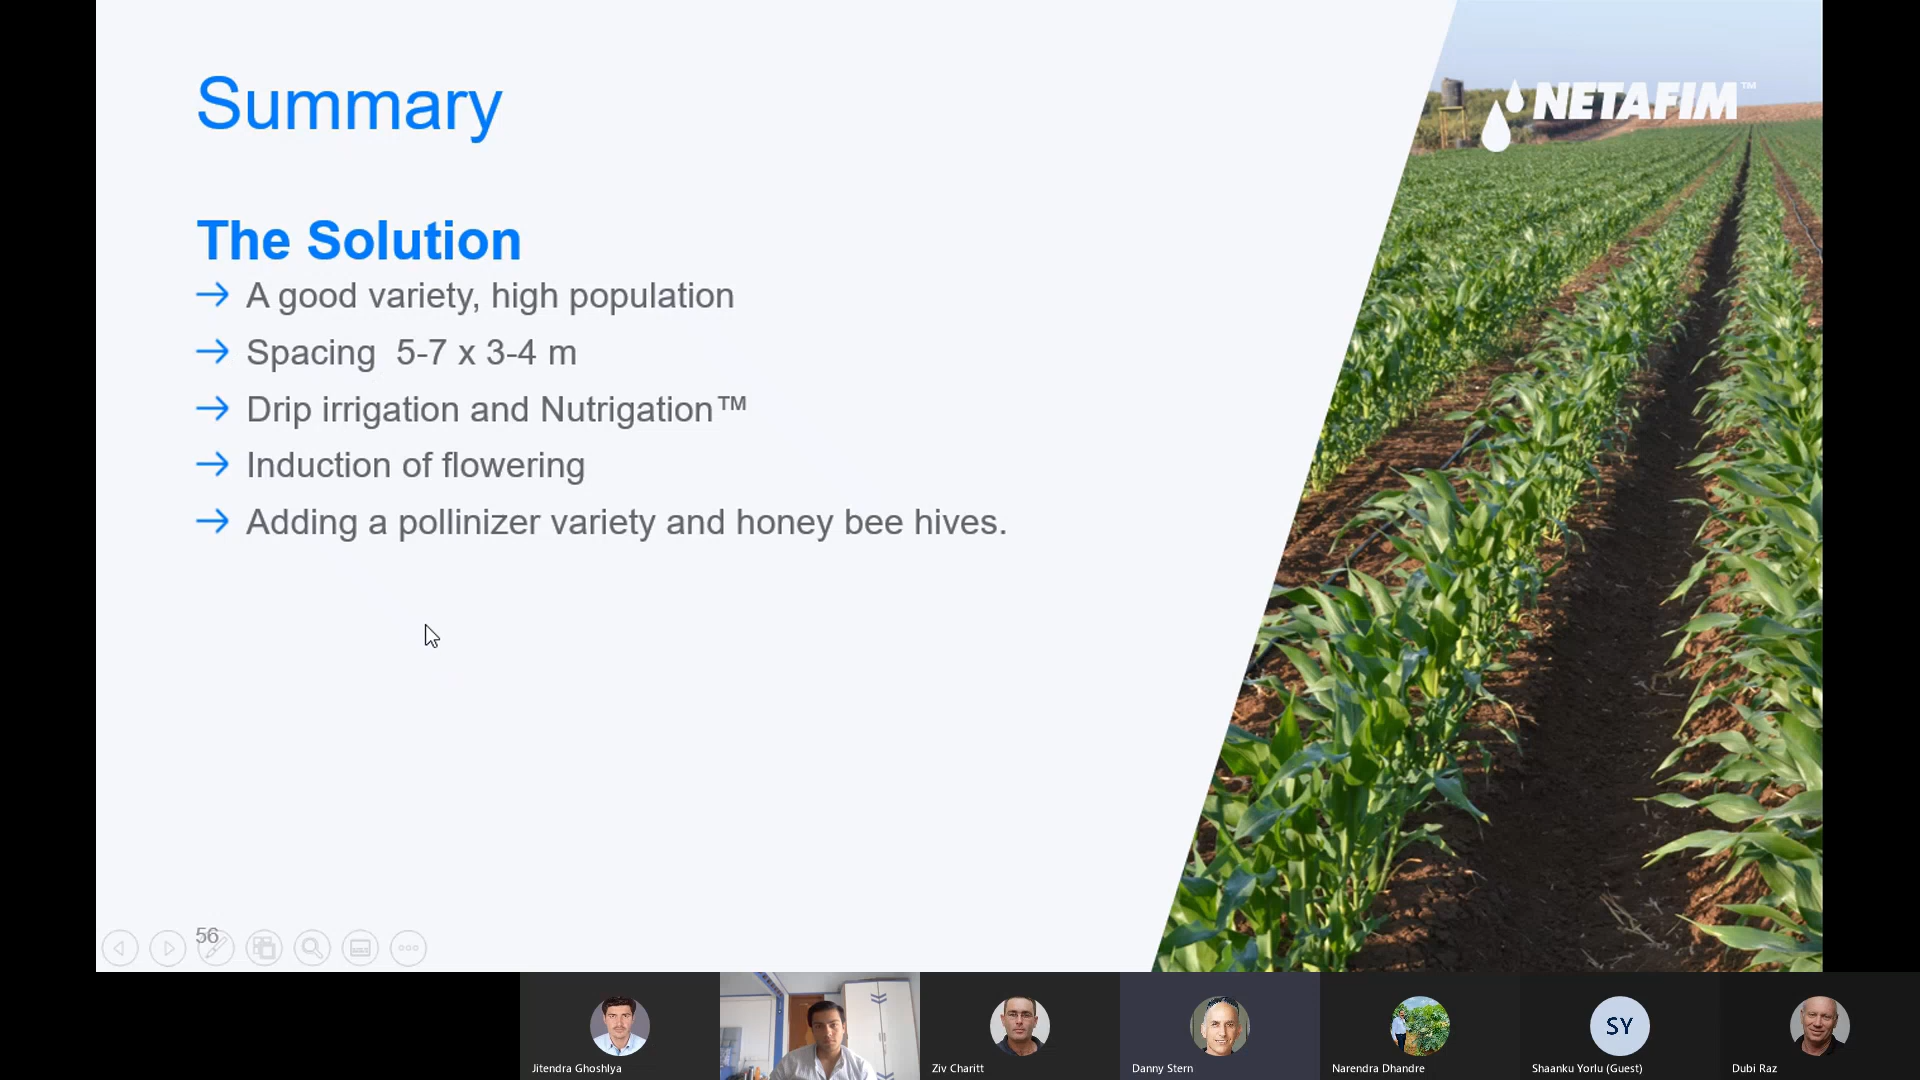 Summary
NETAFIM™
The Solution
→ A good variety, high population
→ Spacing  5-7 x 3-4 m
→ Drip irrigation and Nutrigation™
→ Induction of flowering
→ Adding a pollinizer variety and honey bee hives.
56
SY
Jitendra Ghoshlya
Ziv Charitt
Danny Stern
Narendra Dhandre
Shaanku Yorlu (Guest)
Dubi Raz